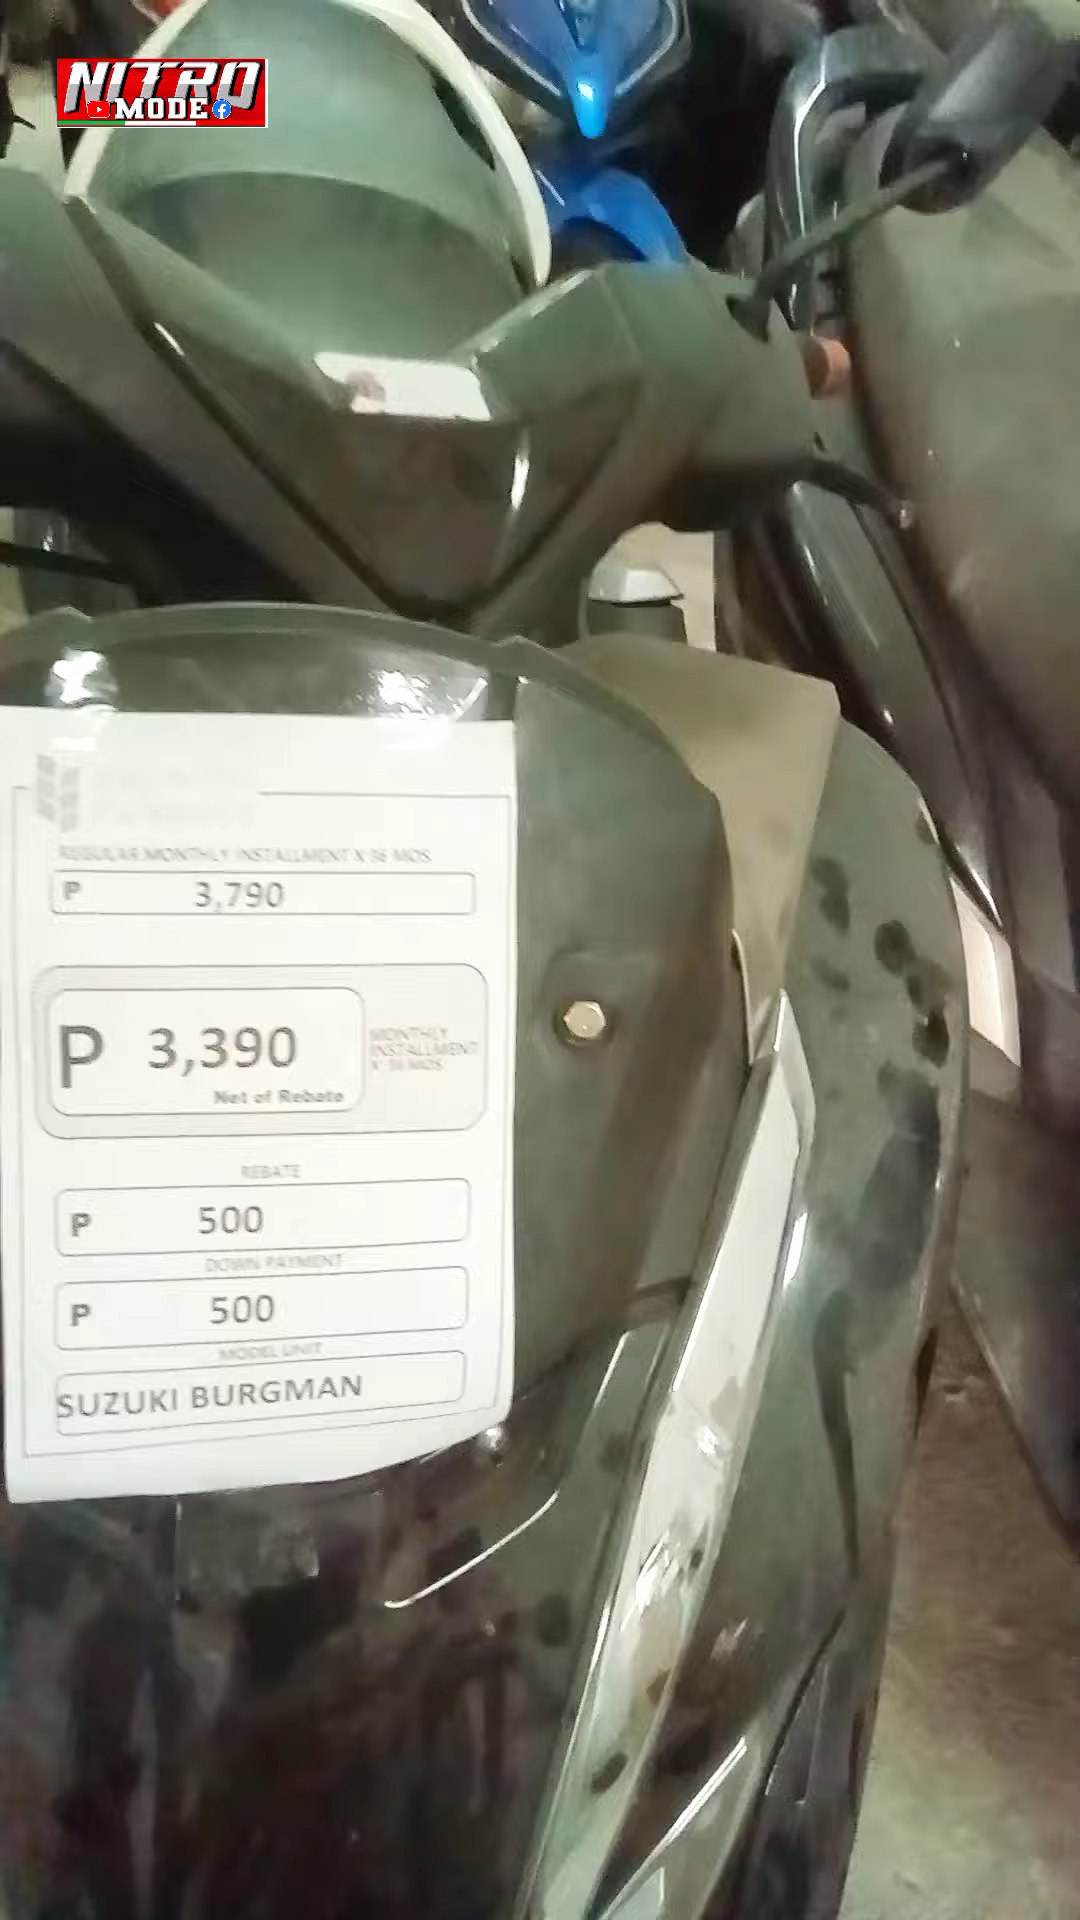 NITRO
MODE
REGULAR MONTHLY INSTALLMENT X 36 MOS
P 3,790
P 3,390
Net of Rebate
MONTHLY
INSTALLMENT
X 36 MOS
REBATE
P 500
DOWN PAYMENT
P 500
MODEL UNIT
SUZUKI BURGMAN